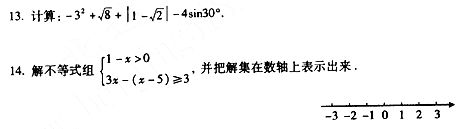 13. 计算:-3²+√8+|1-√2|-4sin30°.
14. 解不等式组{1-x>0
3x-(x-5)≥3, 并把解集在数轴上表示出来.
-3 -2 -1 0 1 2 3